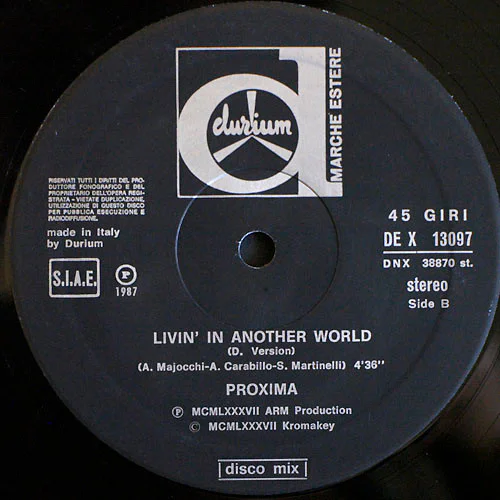 durium
MARCHE ESTERE
RISERVATI TUTTI I DIRITTI DEL PRO-
DUTTORE FONOGRAFICO E DEL
PROPRIETARIO DELL'OPERA REGI-
STRATA - VIETATE DUPLICAZIONE,
UTILIZZAZIONE DI QUESTO DISCO
PER PUBBLICA ESECUZIONE E
RADIODIFFUSIONE.
made in Italy
by Durium
S.I.A.E.
Ⓟ
1987
45 GIRI
DE X 13097
DNX 38870 st.
stereo
Side B
LIVIN' IN ANOTHER WORLD
(D. Version)
(A. Majocchi-A. Carabillo-S. Martinelli) 4'36"
PROXIMA
Ⓟ MCMLXXXVII ARM Production
© MCMLXXXVII Kromakey
disco mix